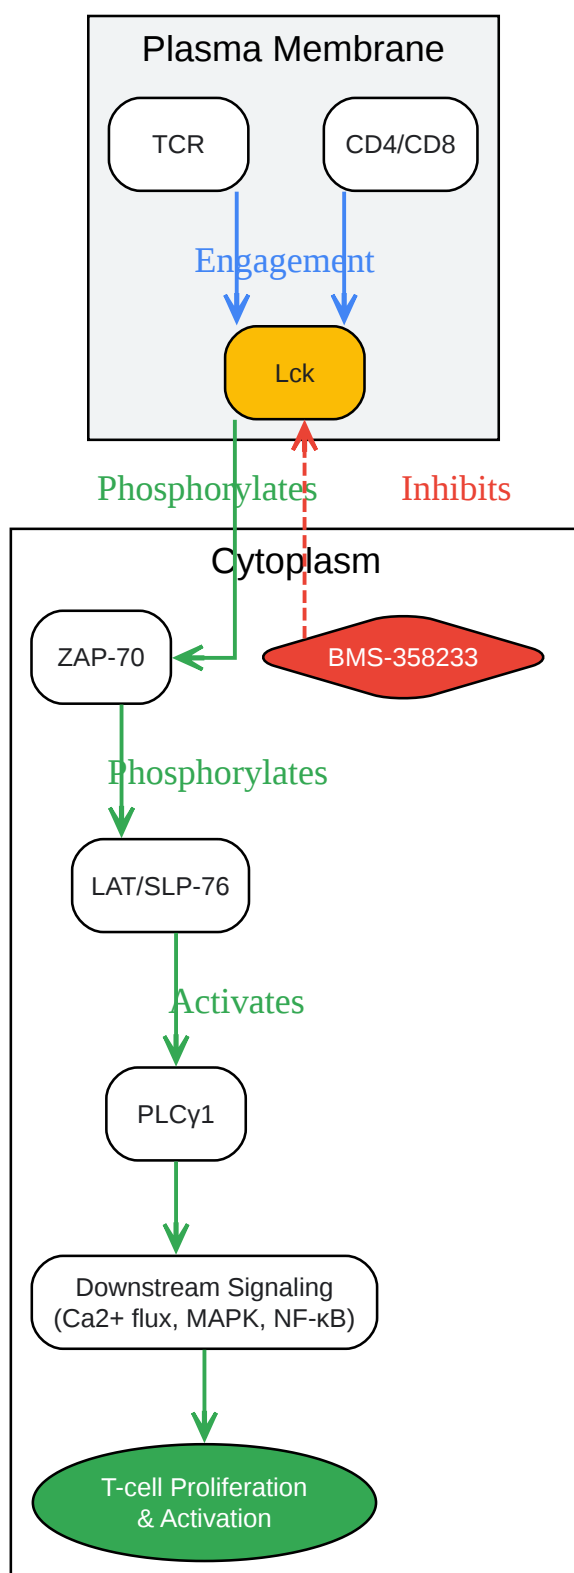 Plasma Membrane
TCR
CD4/CD8
Engagement
Lck
Phosphorylates
Inhibits
Cytoplasm
ZAP-70
BMS-358233
Phosphorylates
LAT/SLP-76
Activates
PLCγ1
Downstream Signaling
(Ca2+ flux, MAPK, NF-κB)
T-cell Proliferation
& Activation